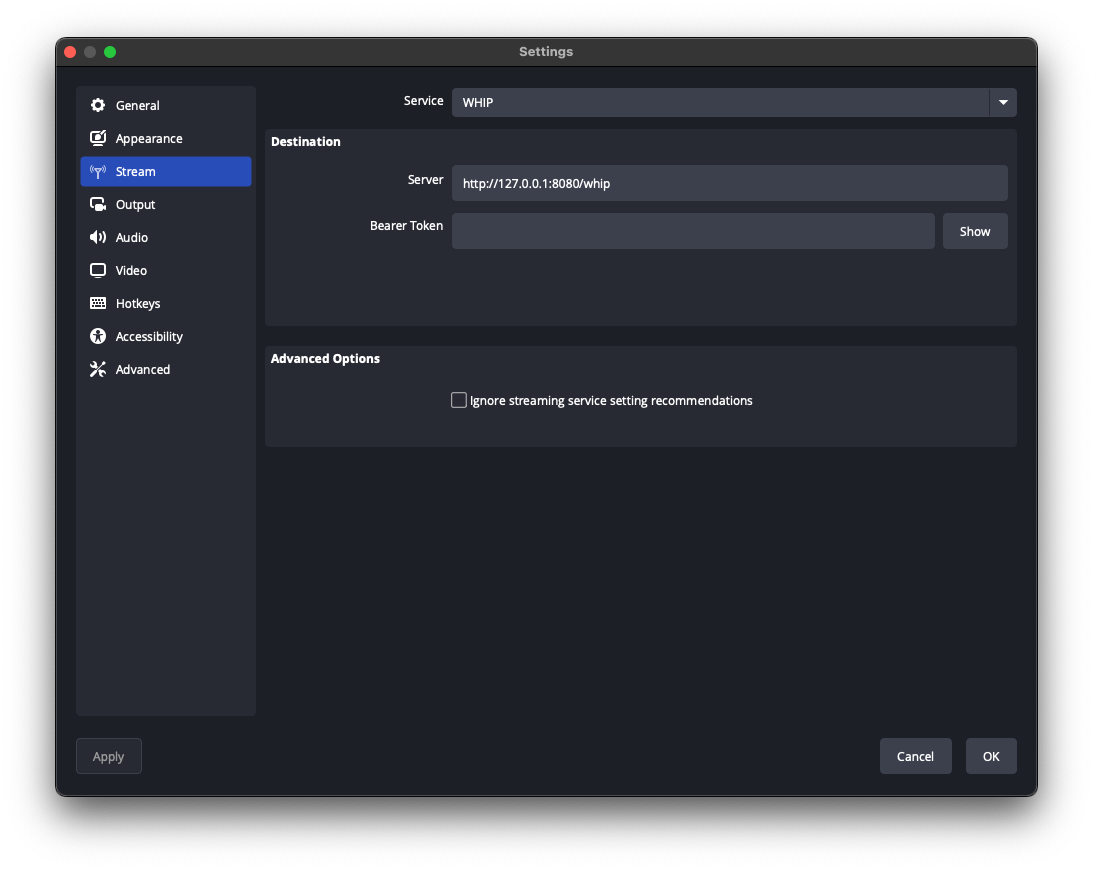 Settings
General
Appearance
Stream
Output
Audio
Video
Hotkeys
Accessibility
Advanced
Service WHIP
Destination
Server http://127.0.0.1:8080/whip
Bearer Token Show
Advanced Options
Ignore streaming service setting recommendations
Apply Cancel OK